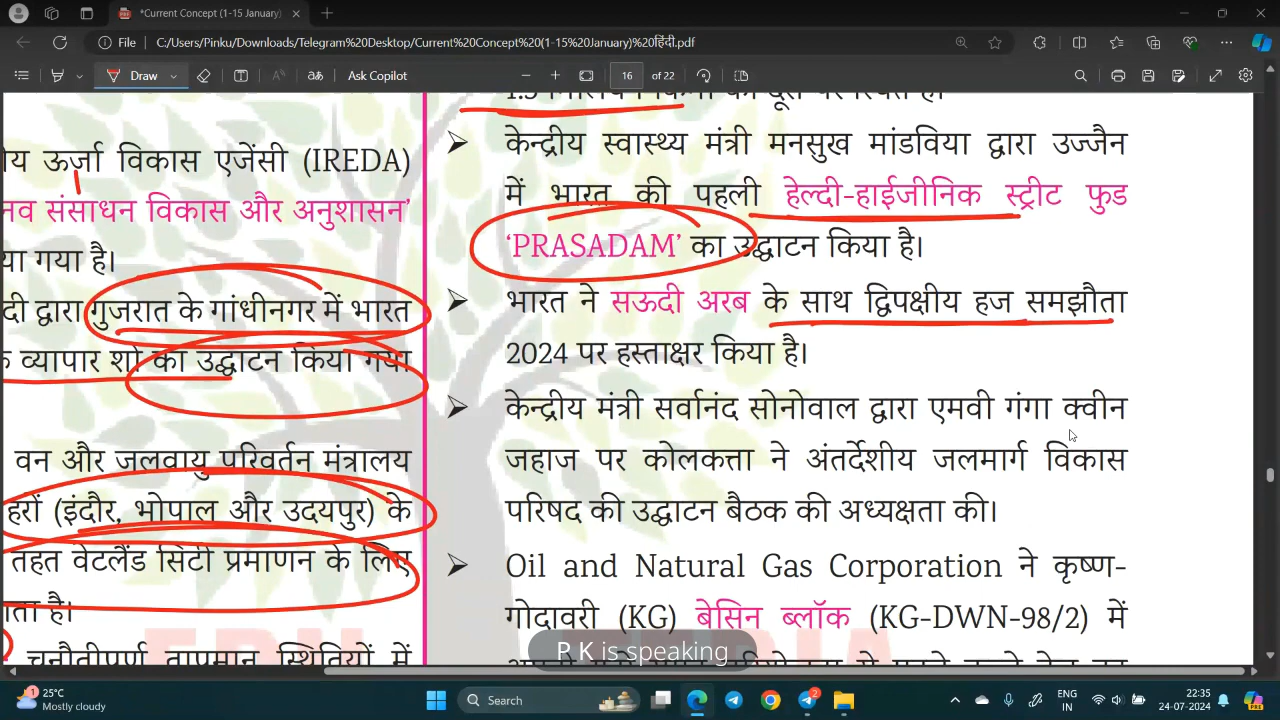 *Current Concept (1-15 January)
File
C:/Users/Pinku/Downloads/Telegram%20Desktop/Current%20Concept(1-15%20January)%20हिंदी.pdf
Draw
Ask Copilot
16 of 22
ीय ऊर्जा विकास एजेंसी (IREDA)
नव संसाधन विकास और अनुशासन'
या गया है।
दी द्वारा गुजरात के गांधीनगर में भारत
व्यापार शो का उद्घाटन किया गया
वन और जलवायु परिवर्तन मंत्रालय
हरों (इंदौर, भोपाल और उदयपुर) के
तहत वेटलैंड सिटी प्रमाणन के लिए
ाता है।
चुनौतीपूर्ण तापमान स्थितियों में
केन्द्रीय स्वास्थ्य मंत्री मनसुख मांडविया द्वारा उज्जैन
में भारत की पहली हेल्दी-हाईजीनिक स्ट्रीट फुड
'PRASADAM' का उद्घाटन किया है।
भारत ने सऊदी अरब के साथ द्विपक्षीय हज समझौता
2024 पर हस्ताक्षर किया है।
केन्द्रीय मंत्री सर्वानंद सोनोवाल द्वारा एमवी गंगा क्वीन
जहाज पर कोलकत्ता ने अंतर्देशीय जलमार्ग विकास
परिषद की उद्घाटन बैठक की अध्यक्षता की।
Oil and Natural Gas Corporation ने कृष्ण-
गोदावरी (KG) बेसिन ब्लॉक (KG-DWN-98/2) में
P K is speaking
25°C
Mostly cloudy
Search
ENG
IN
22:35
24-07-2024